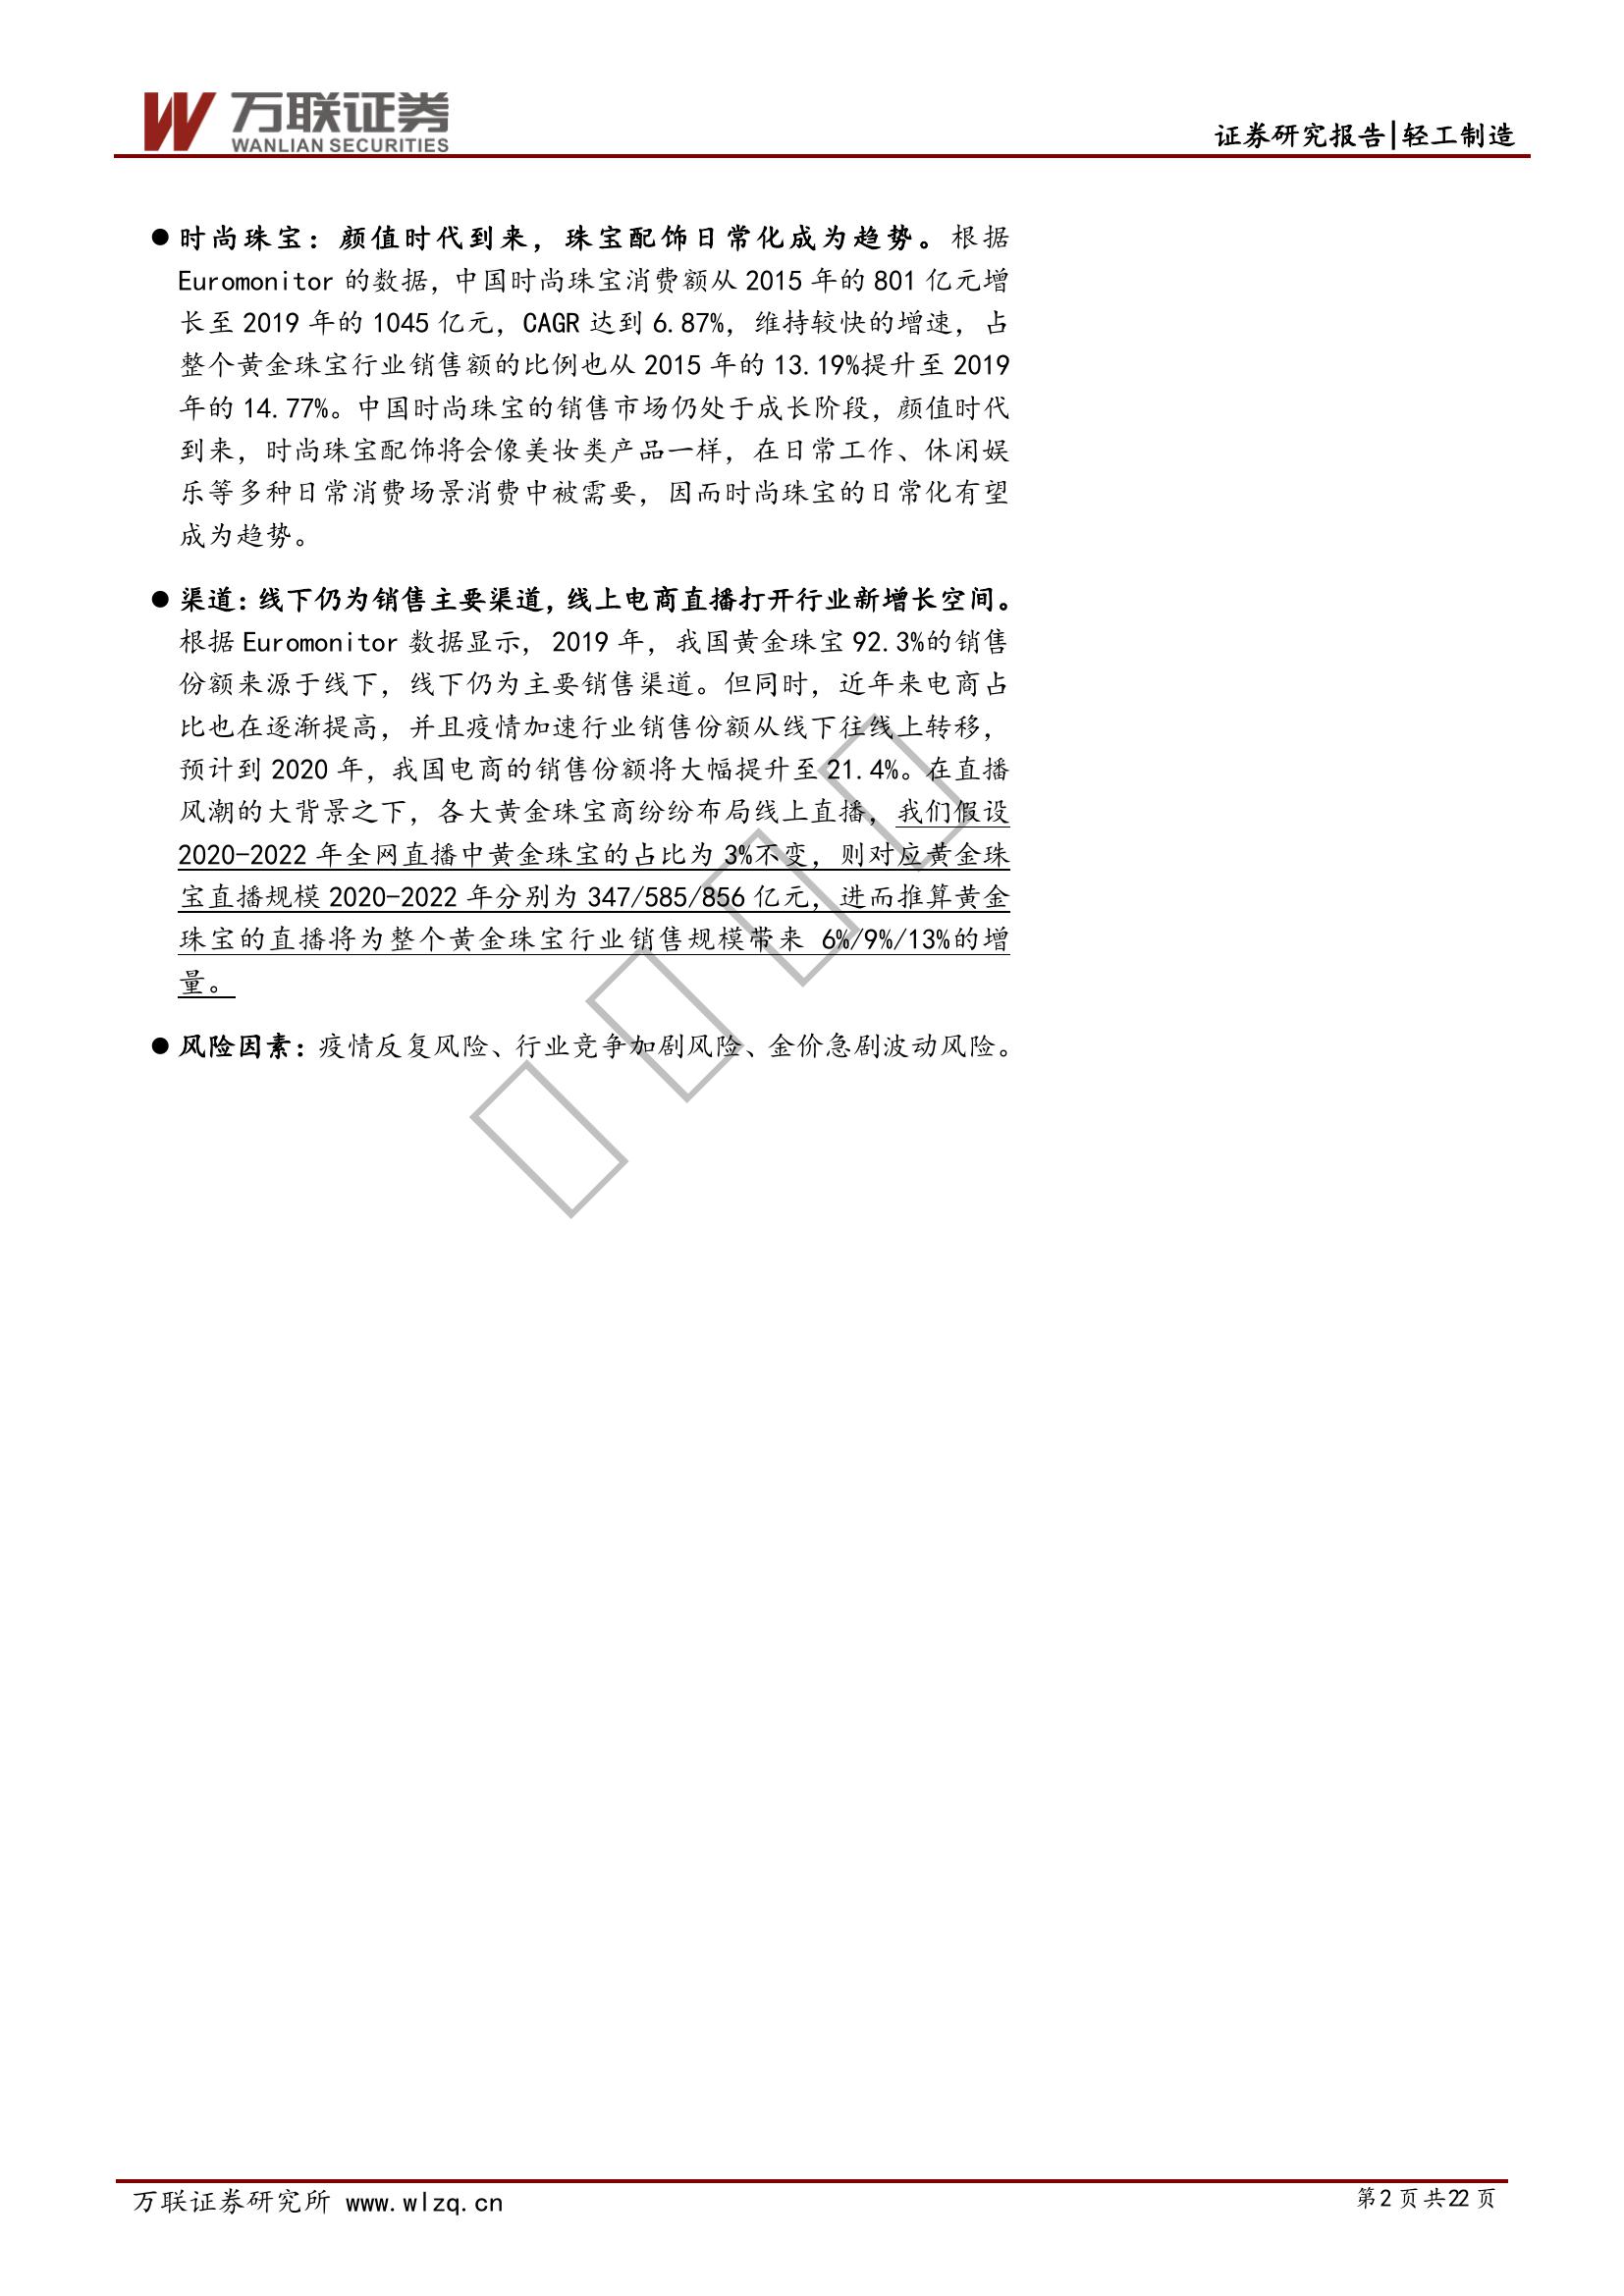 万联证券
WANLIAN SECURITIES
证券研究报告|轻工制造
● 时尚珠宝：颜值时代到来，珠宝配饰日常化成为趋势。根据
Euromonitor 的数据，中国时尚珠宝消费额从 2015 年的 801 亿元增
长至 2019 年的 1045 亿元，CAGR 达到 6.87%，维持较快的增速，占
整个黄金珠宝行业销售额的比例也从 2015 年的 13.19%提升至 2019
年的 14.77%。中国时尚珠宝的销售市场仍处于成长阶段，颜值时代
到来，时尚珠宝配饰将会像美妆类产品一样，在日常工作、休闲娱
乐等多种日常消费场景消费中被需要，因而时尚珠宝的日常化有望
成为趋势。
● 渠道：线下仍为销售主要渠道，线上电商直播打开行业新增长空间。
根据 Euromonitor 数据显示，2019 年，我国黄金珠宝 92.3%的销售
份额来源于线下，线下仍为主要销售渠道。但同时，近年来电商占
比也在逐渐提高，并且疫情加速行业销售份额从线下往线上转移，
预计到 2020 年，我国电商的销售份额将大幅提升至 21.4%。在直播
风潮的大背景之下，各大黄金珠宝商纷纷布局线上直播，我们假设
2020-2022 年全网直播中黄金珠宝的占比为 3%不变，则对应黄金珠
宝直播规模 2020-2022 年分别为 347/585/856 亿元，进而推算黄金
珠宝的直播将为整个黄金珠宝行业销售规模带来 6%/9%/13%的增
量。
● 风险因素：疫情反复风险、行业竞争加剧风险、金价急剧波动风险。
万联证券研究所 www.wlzq.cn
第 2 页 共 22 页